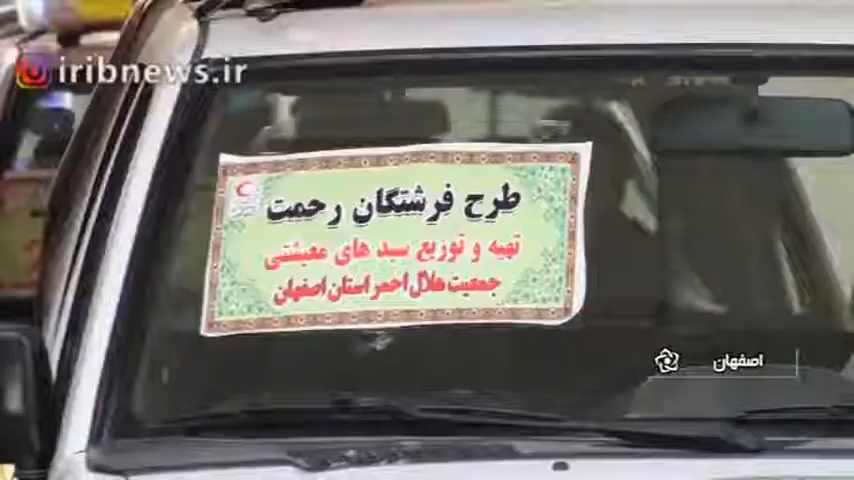 iribnews.ir
طرح فرشتگان رحمت
تهیه و توزیع سبد های معیشتی
جمعیت هلال احمر استان اصفهان
اصفهان